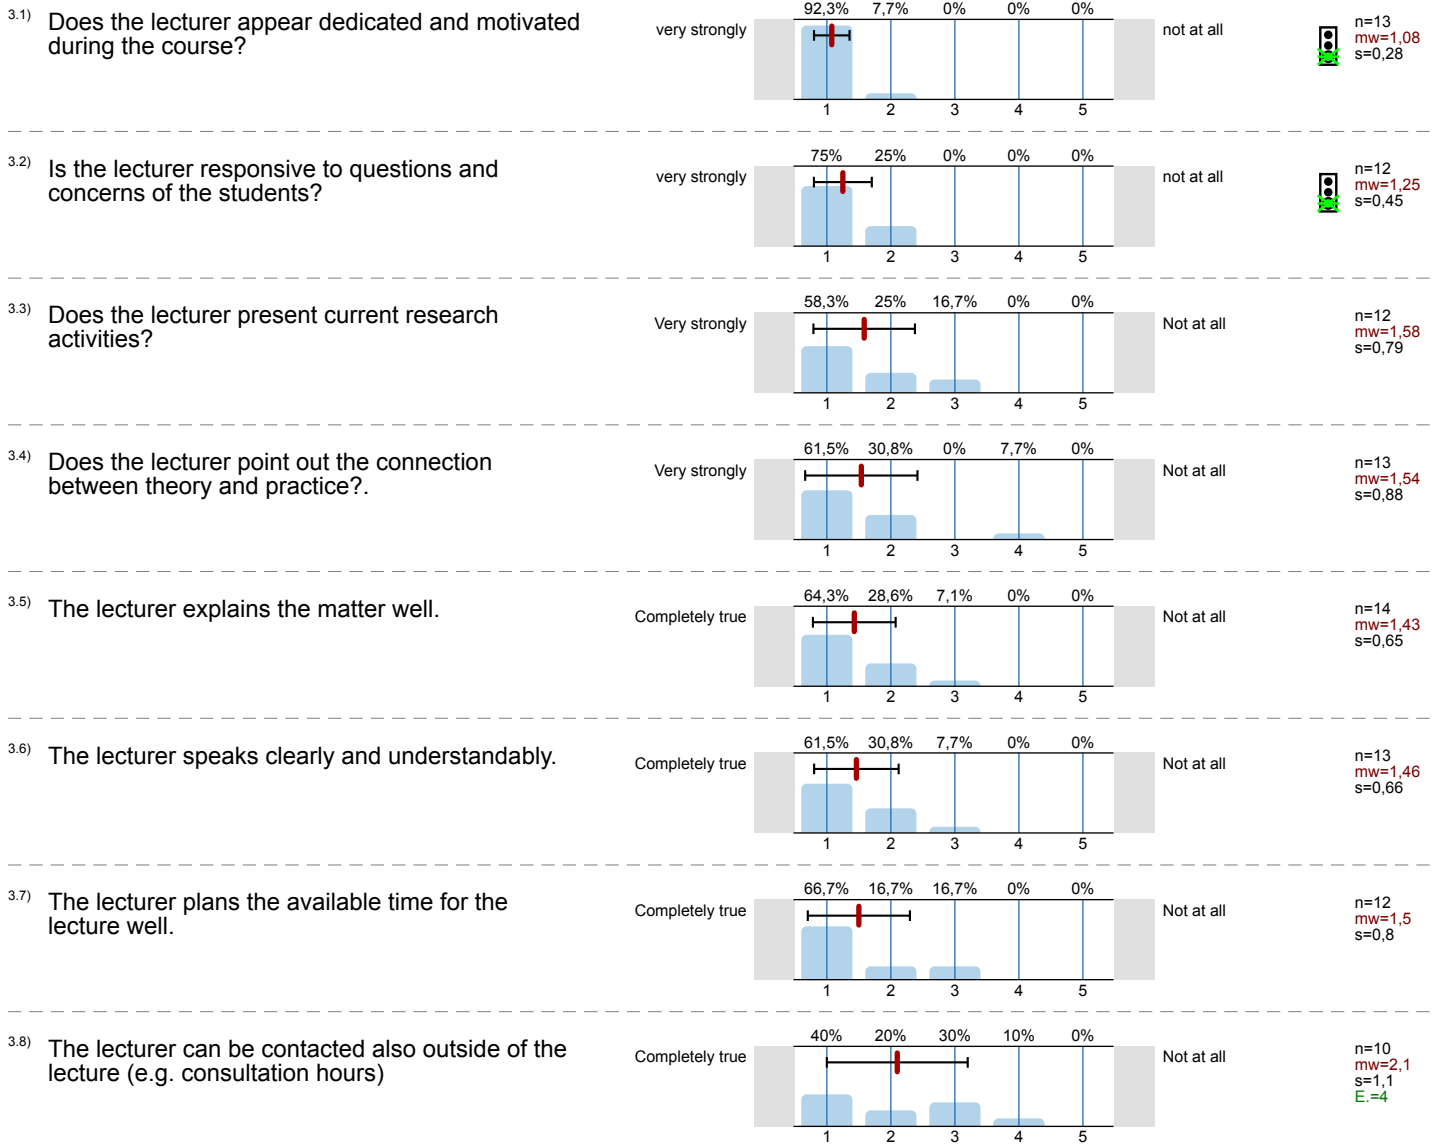 3.1) Does the lecturer appear dedicated and motivated
during the course?
very strongly
92,3% 7,7% 0% 0% 0%
1 2 3 4 5
not at all
n=13
mw=1,08
s=0,28
3.2) Is the lecturer responsive to questions and
concerns of the students?
very strongly
75% 25% 0% 0% 0%
1 2 3 4 5
not at all
n=12
mw=1,25
s=0,45
3.3) Does the lecturer present current research
activities?
Very strongly
58,3% 25% 16,7% 0% 0%
1 2 3 4 5
Not at all
n=12
mw=1,58
s=0,79
3.4) Does the lecturer point out the connection
between theory and practice?.
Very strongly
61,5% 30,8% 0% 7,7% 0%
1 2 3 4 5
Not at all
n=13
mw=1,54
s=0,88
3.5) The lecturer explains the matter well.
Completely true
64,3% 28,6% 7,1% 0% 0%
1 2 3 4 5
Not at all
n=14
mw=1,43
s=0,65
3.6) The lecturer speaks clearly and understandably.
Completely true
61,5% 30,8% 7,7% 0% 0%
1 2 3 4 5
Not at all
n=13
mw=1,46
s=0,66
3.7) The lecturer plans the available time for the
lecture well.
Completely true
66,7% 16,7% 16,7% 0% 0%
1 2 3 4 5
Not at all
n=12
mw=1,5
s=0,8
3.8) The lecturer can be contacted also outside of the
lecture (e.g. consultation hours)
Completely true
40% 20% 30% 10% 0%
1 2 3 4 5
Not at all
n=10
mw=2,1
s=1,1
E.=4